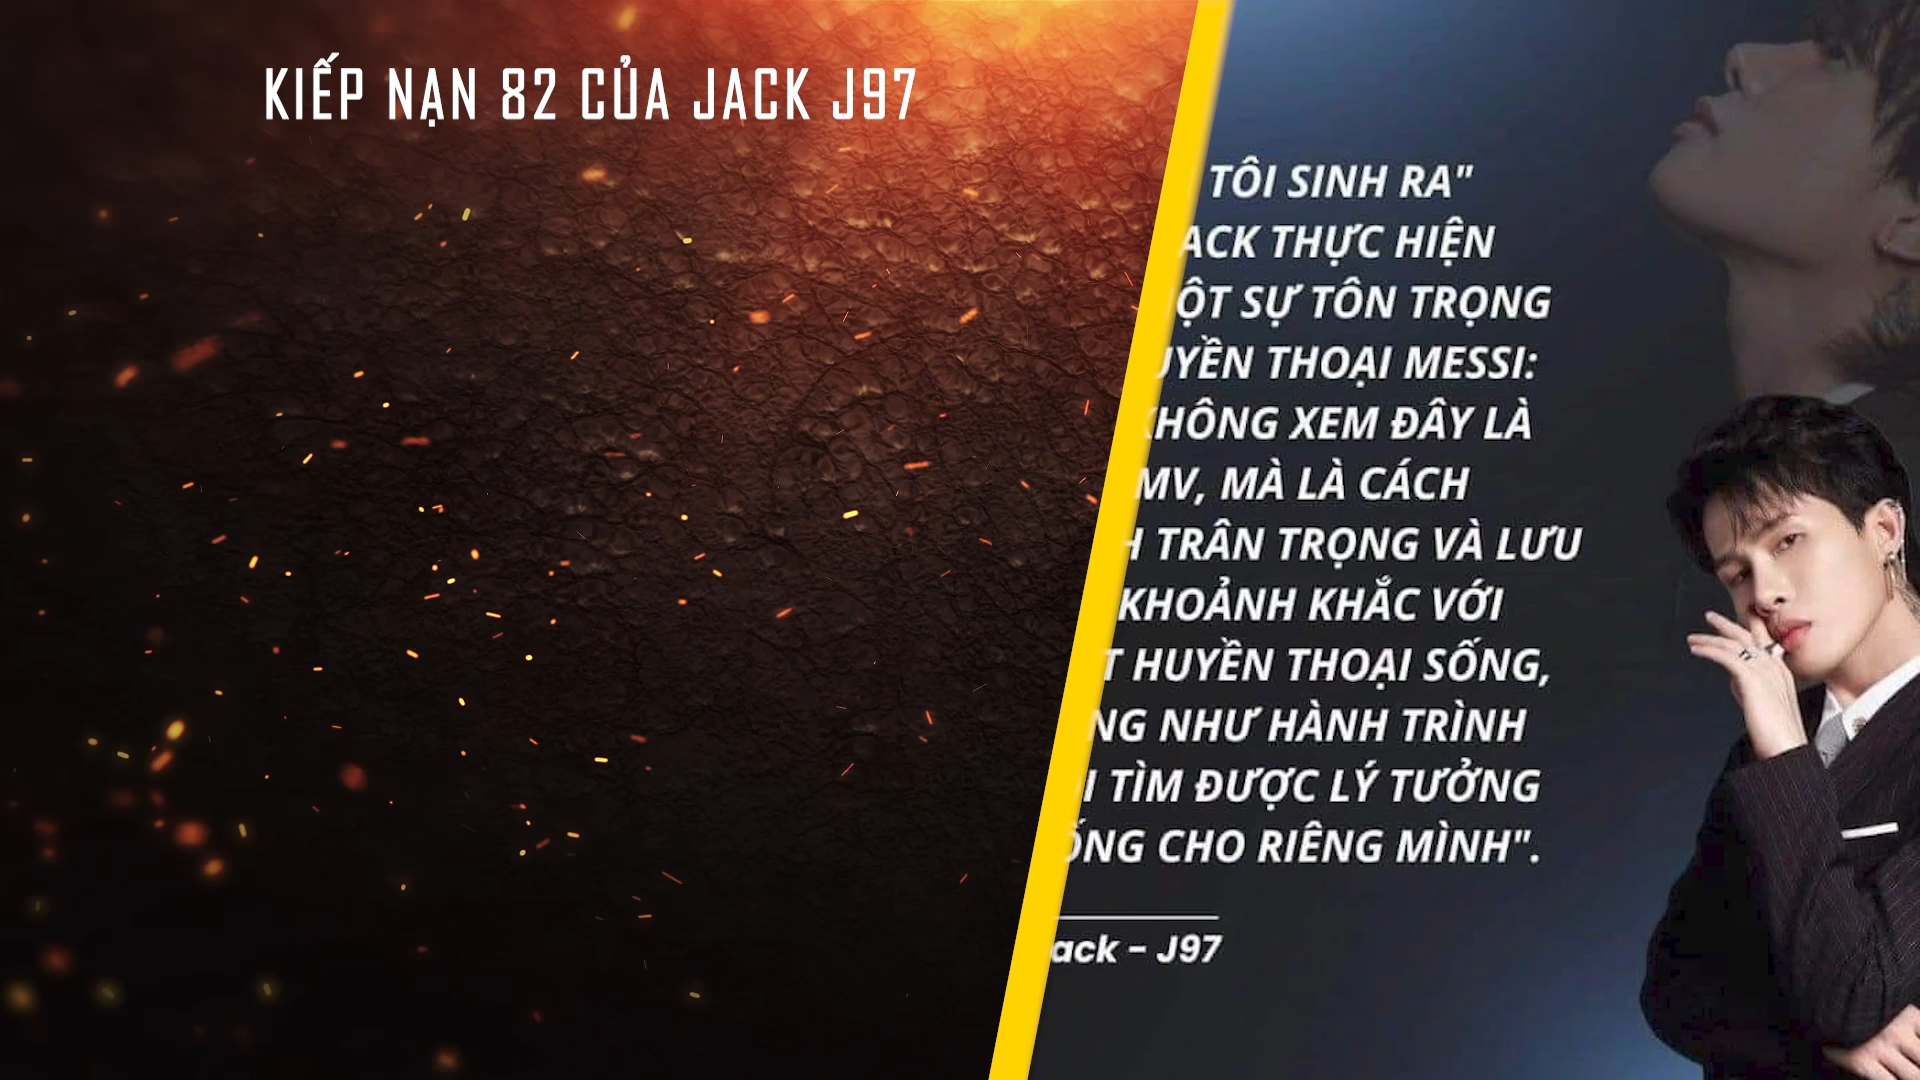 KIẾP NẠN 82 CỦA JACK J97
TÔI SINH RA"
ACK THỰC HIỆN
ỘT SỰ TÔN TRỌNG
YỀN THOẠI MESSI:
HÔNG XEM ĐÂY LÀ
MV, MÀ LÀ CÁCH
TRÂN TRỌNG VÀ LƯU
KHOẢNH KHẮC VỚI
T HUYỀN THOẠI SỐNG,
NG NHƯ HÀNH TRÌNH
I TÌM ĐƯỢC LÝ TƯỞNG
ỐNG CHO RIÊNG MÌNH".
ack - J97